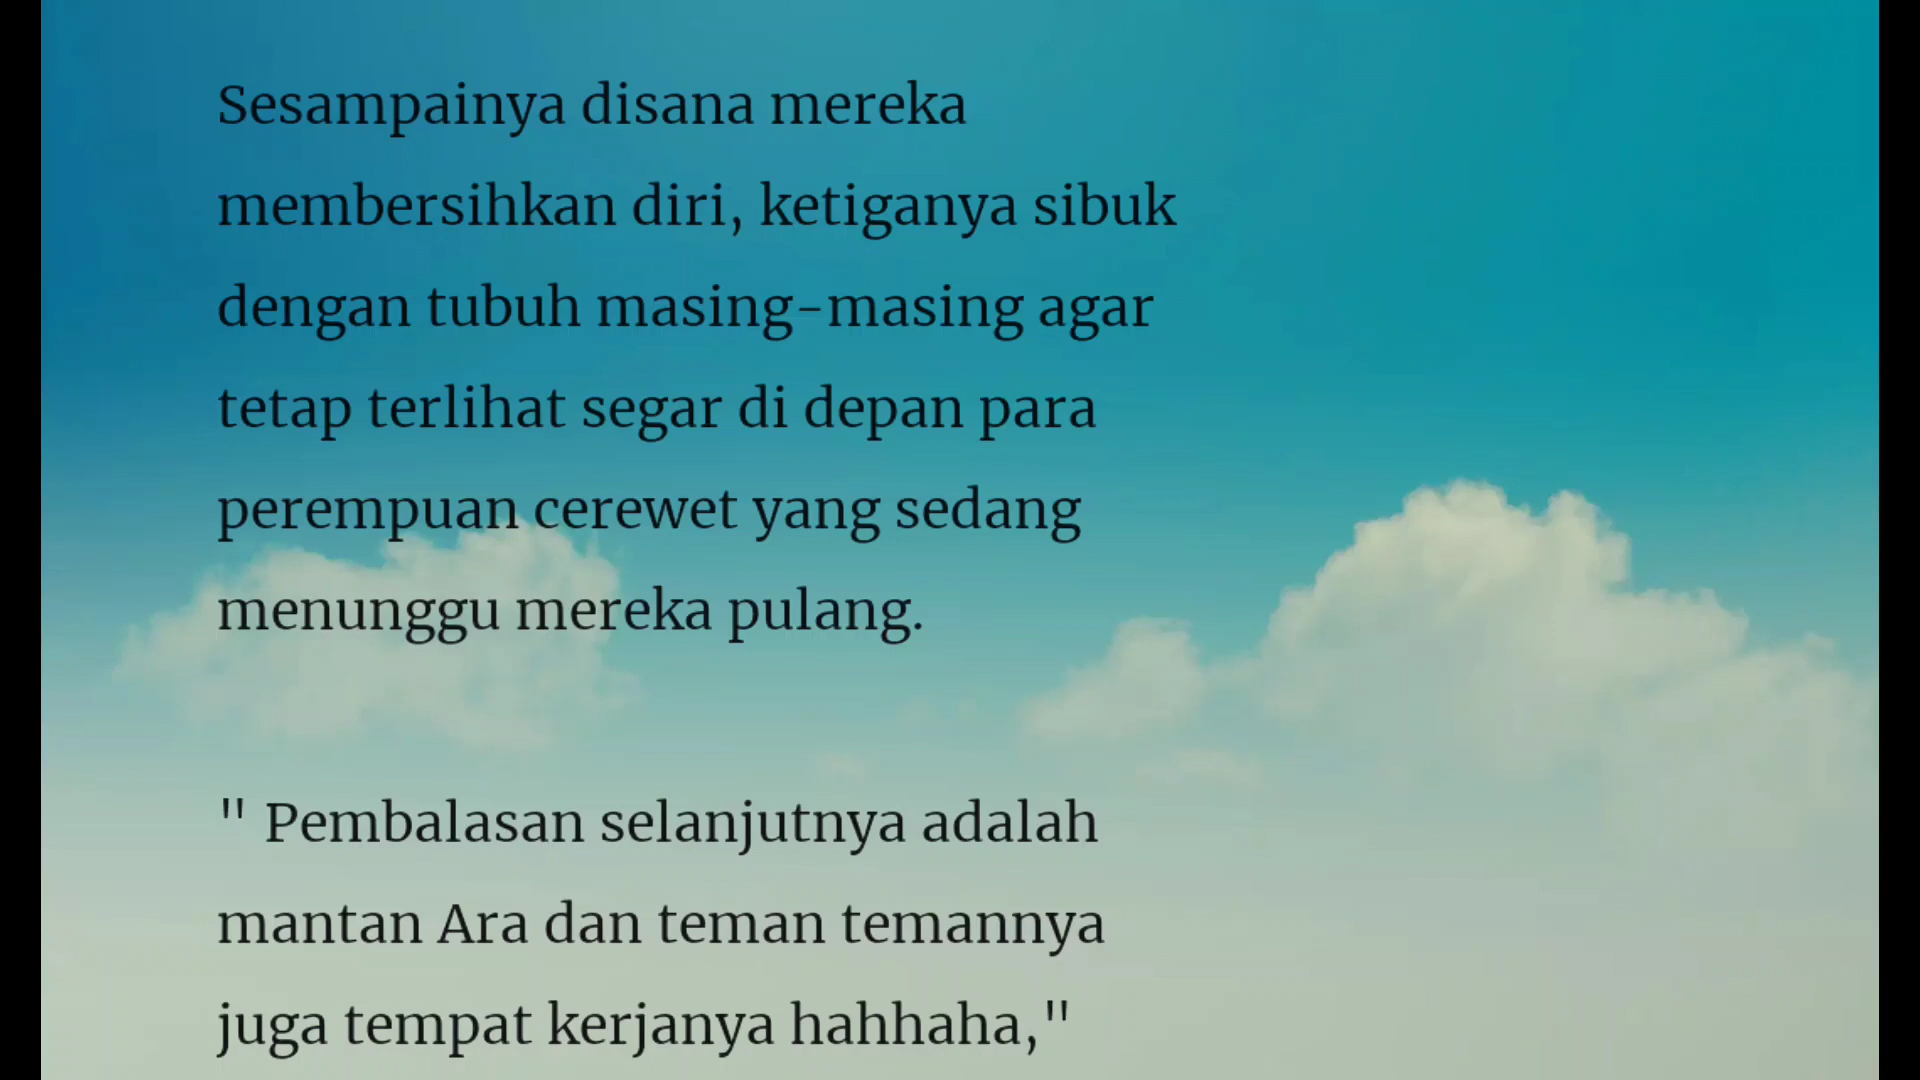 Sesampainya disana mereka
membersihkan diri, ketiganya sibuk
dengan tubuh masing-masing agar
tetap terlihat segar di depan para
perempuan cerewet yang sedang
menunggu mereka pulang.
" Pembalasan selanjutnya adalah
mantan Ara dan teman temannya
juga tempat kerjanya hahhaha,"